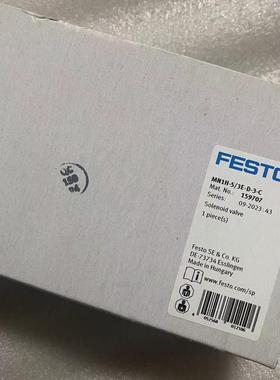 QC
FESTO
MN1H-5/3E-D-3-C
Mat. No.: 159707
Series: 09.2023.43
Solenoid valve
1 piece(s)
Festo SE & Co. KG
DE-73734 Esslingen
Made in Hungary
www.festo.com/sp